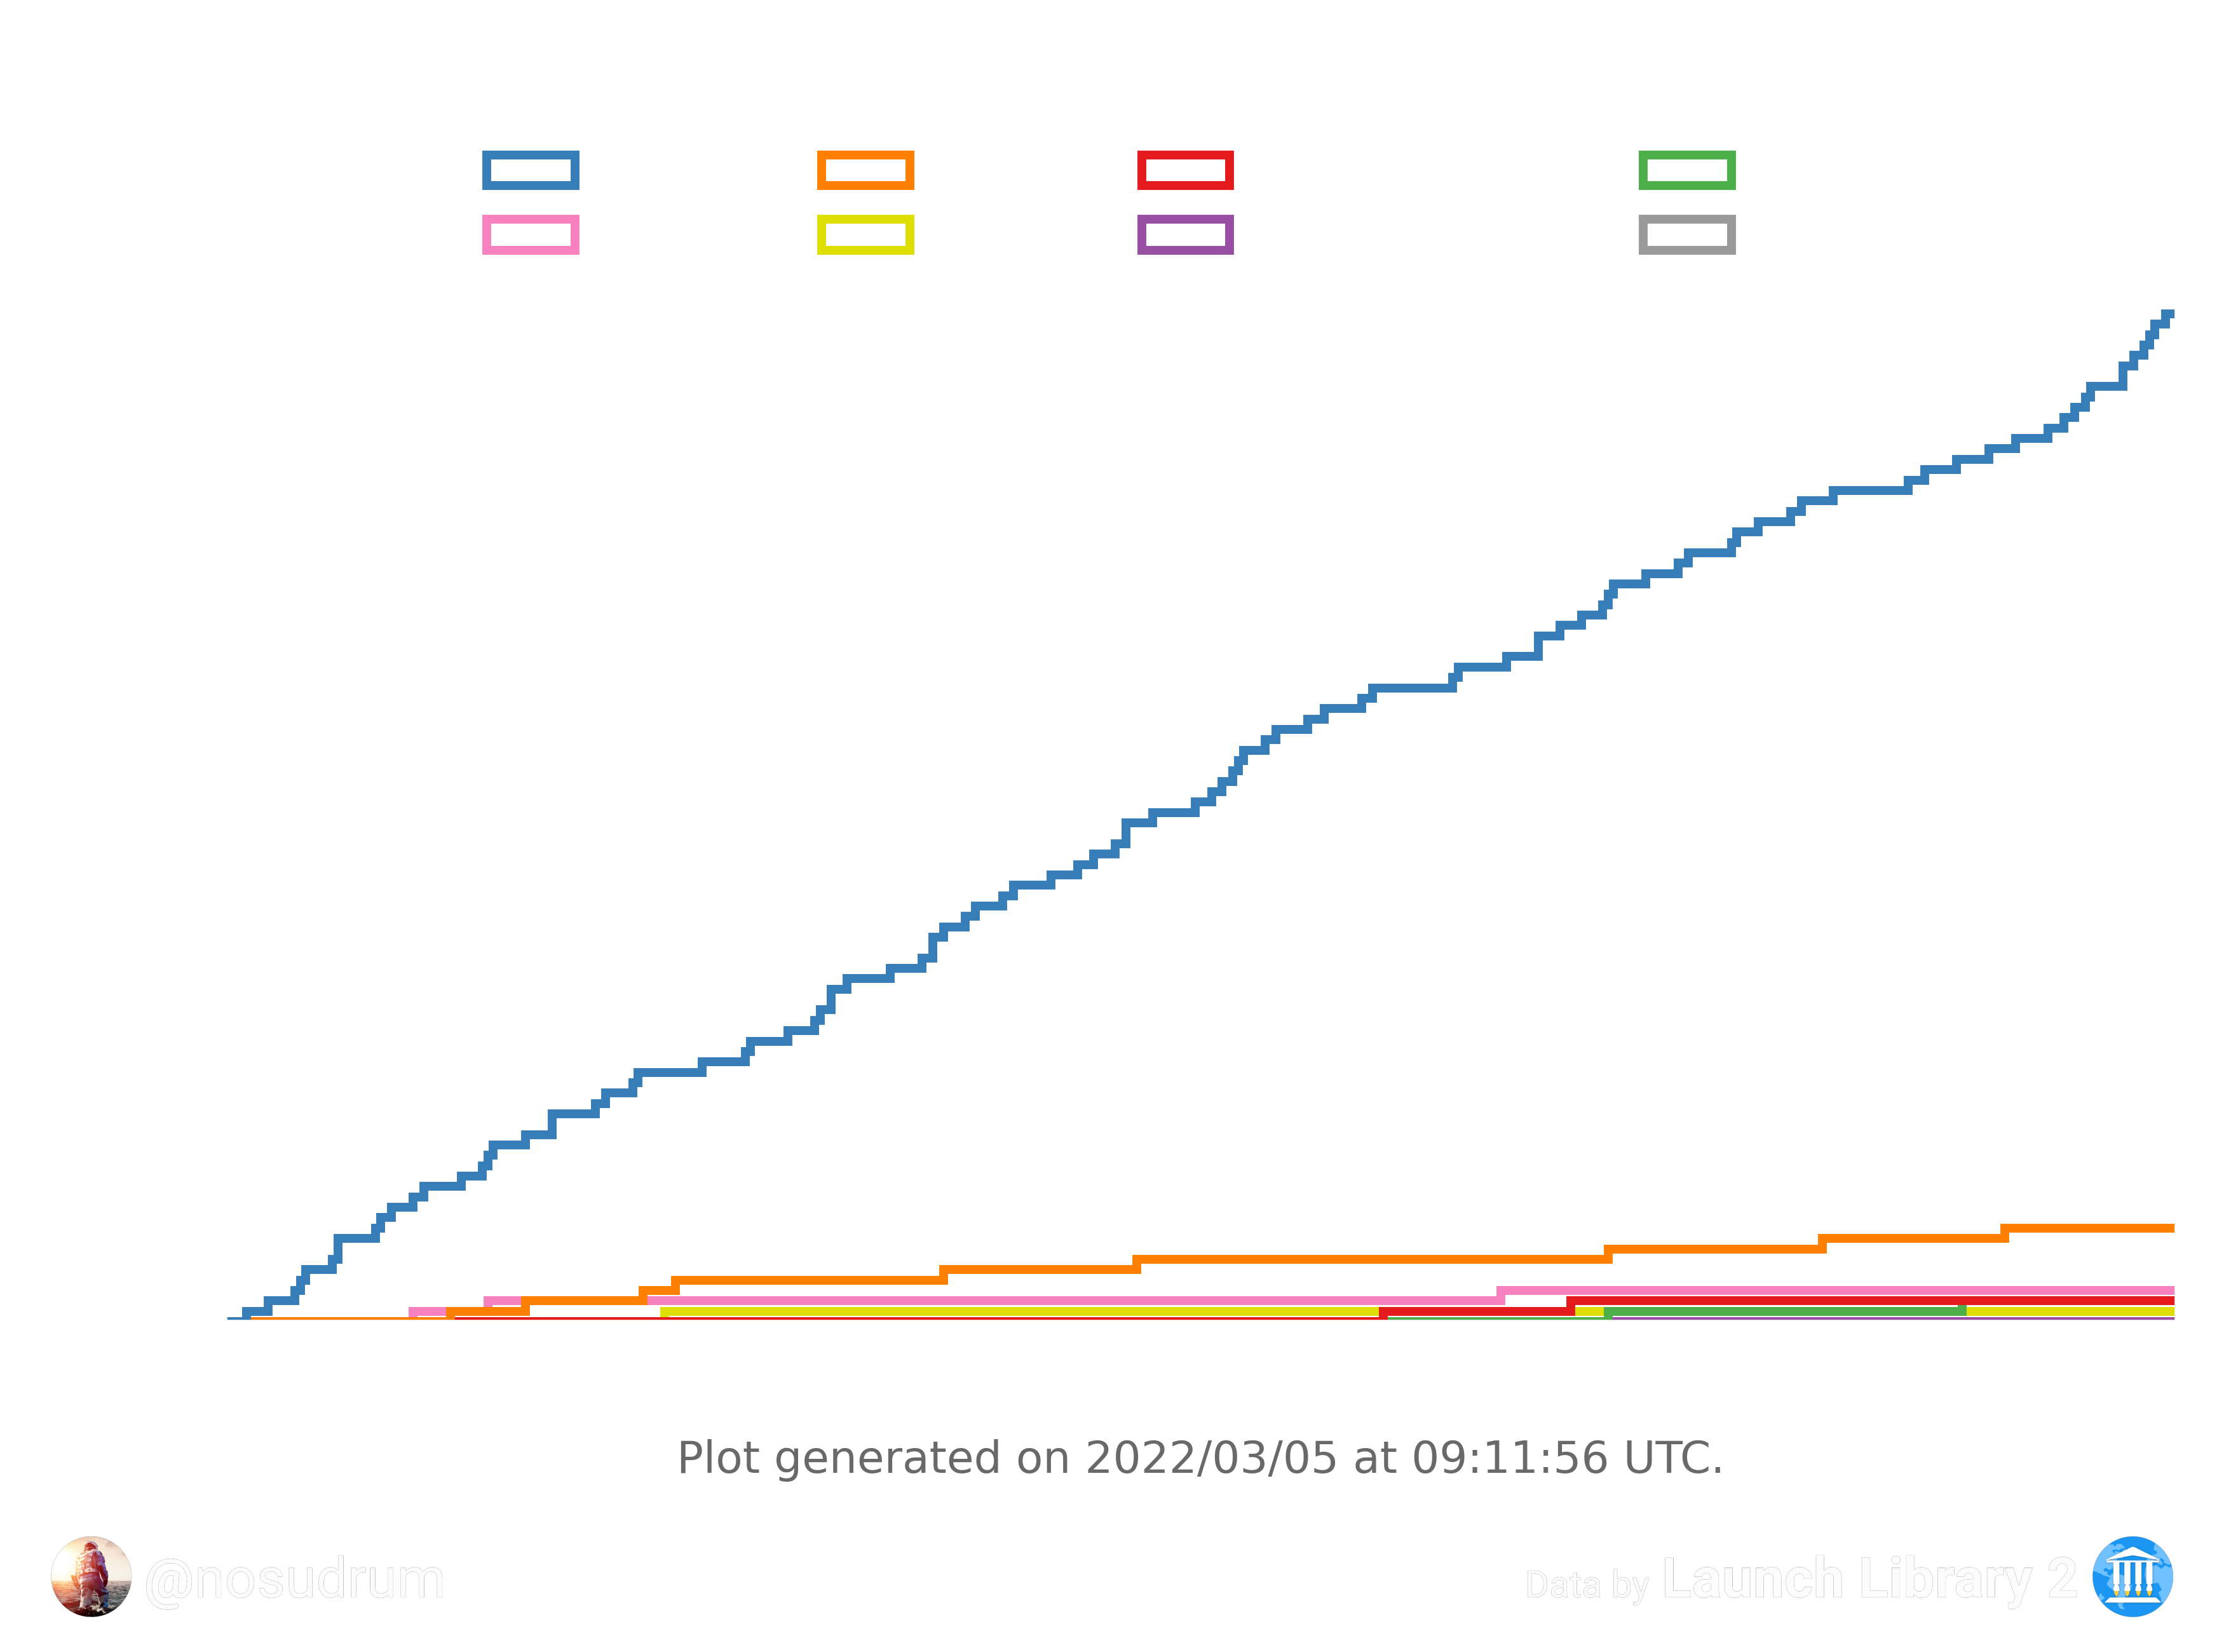 Plot generated on 2022/03/05 at 09:11:56 UTC.
@nosudrum
Data by Launch Library 2